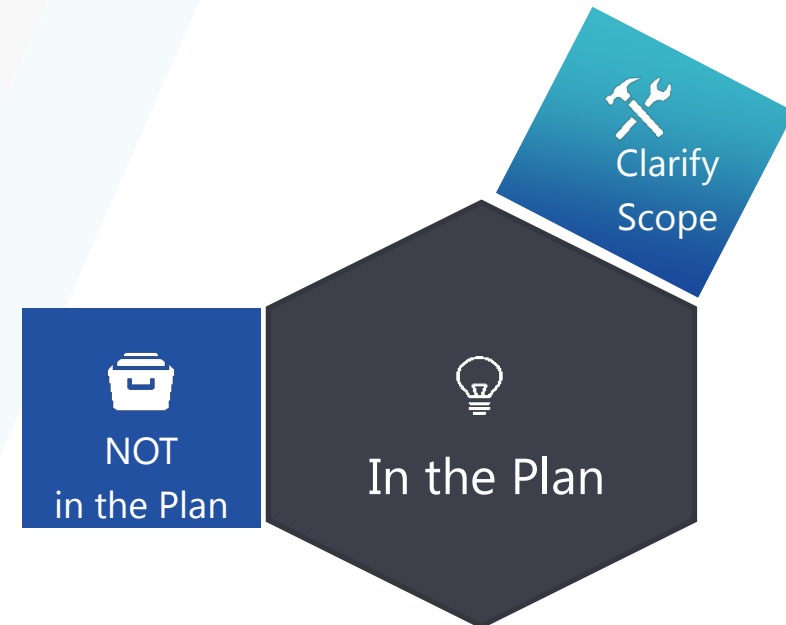 Clarify
Scope
NOT
in the Plan
In the Plan